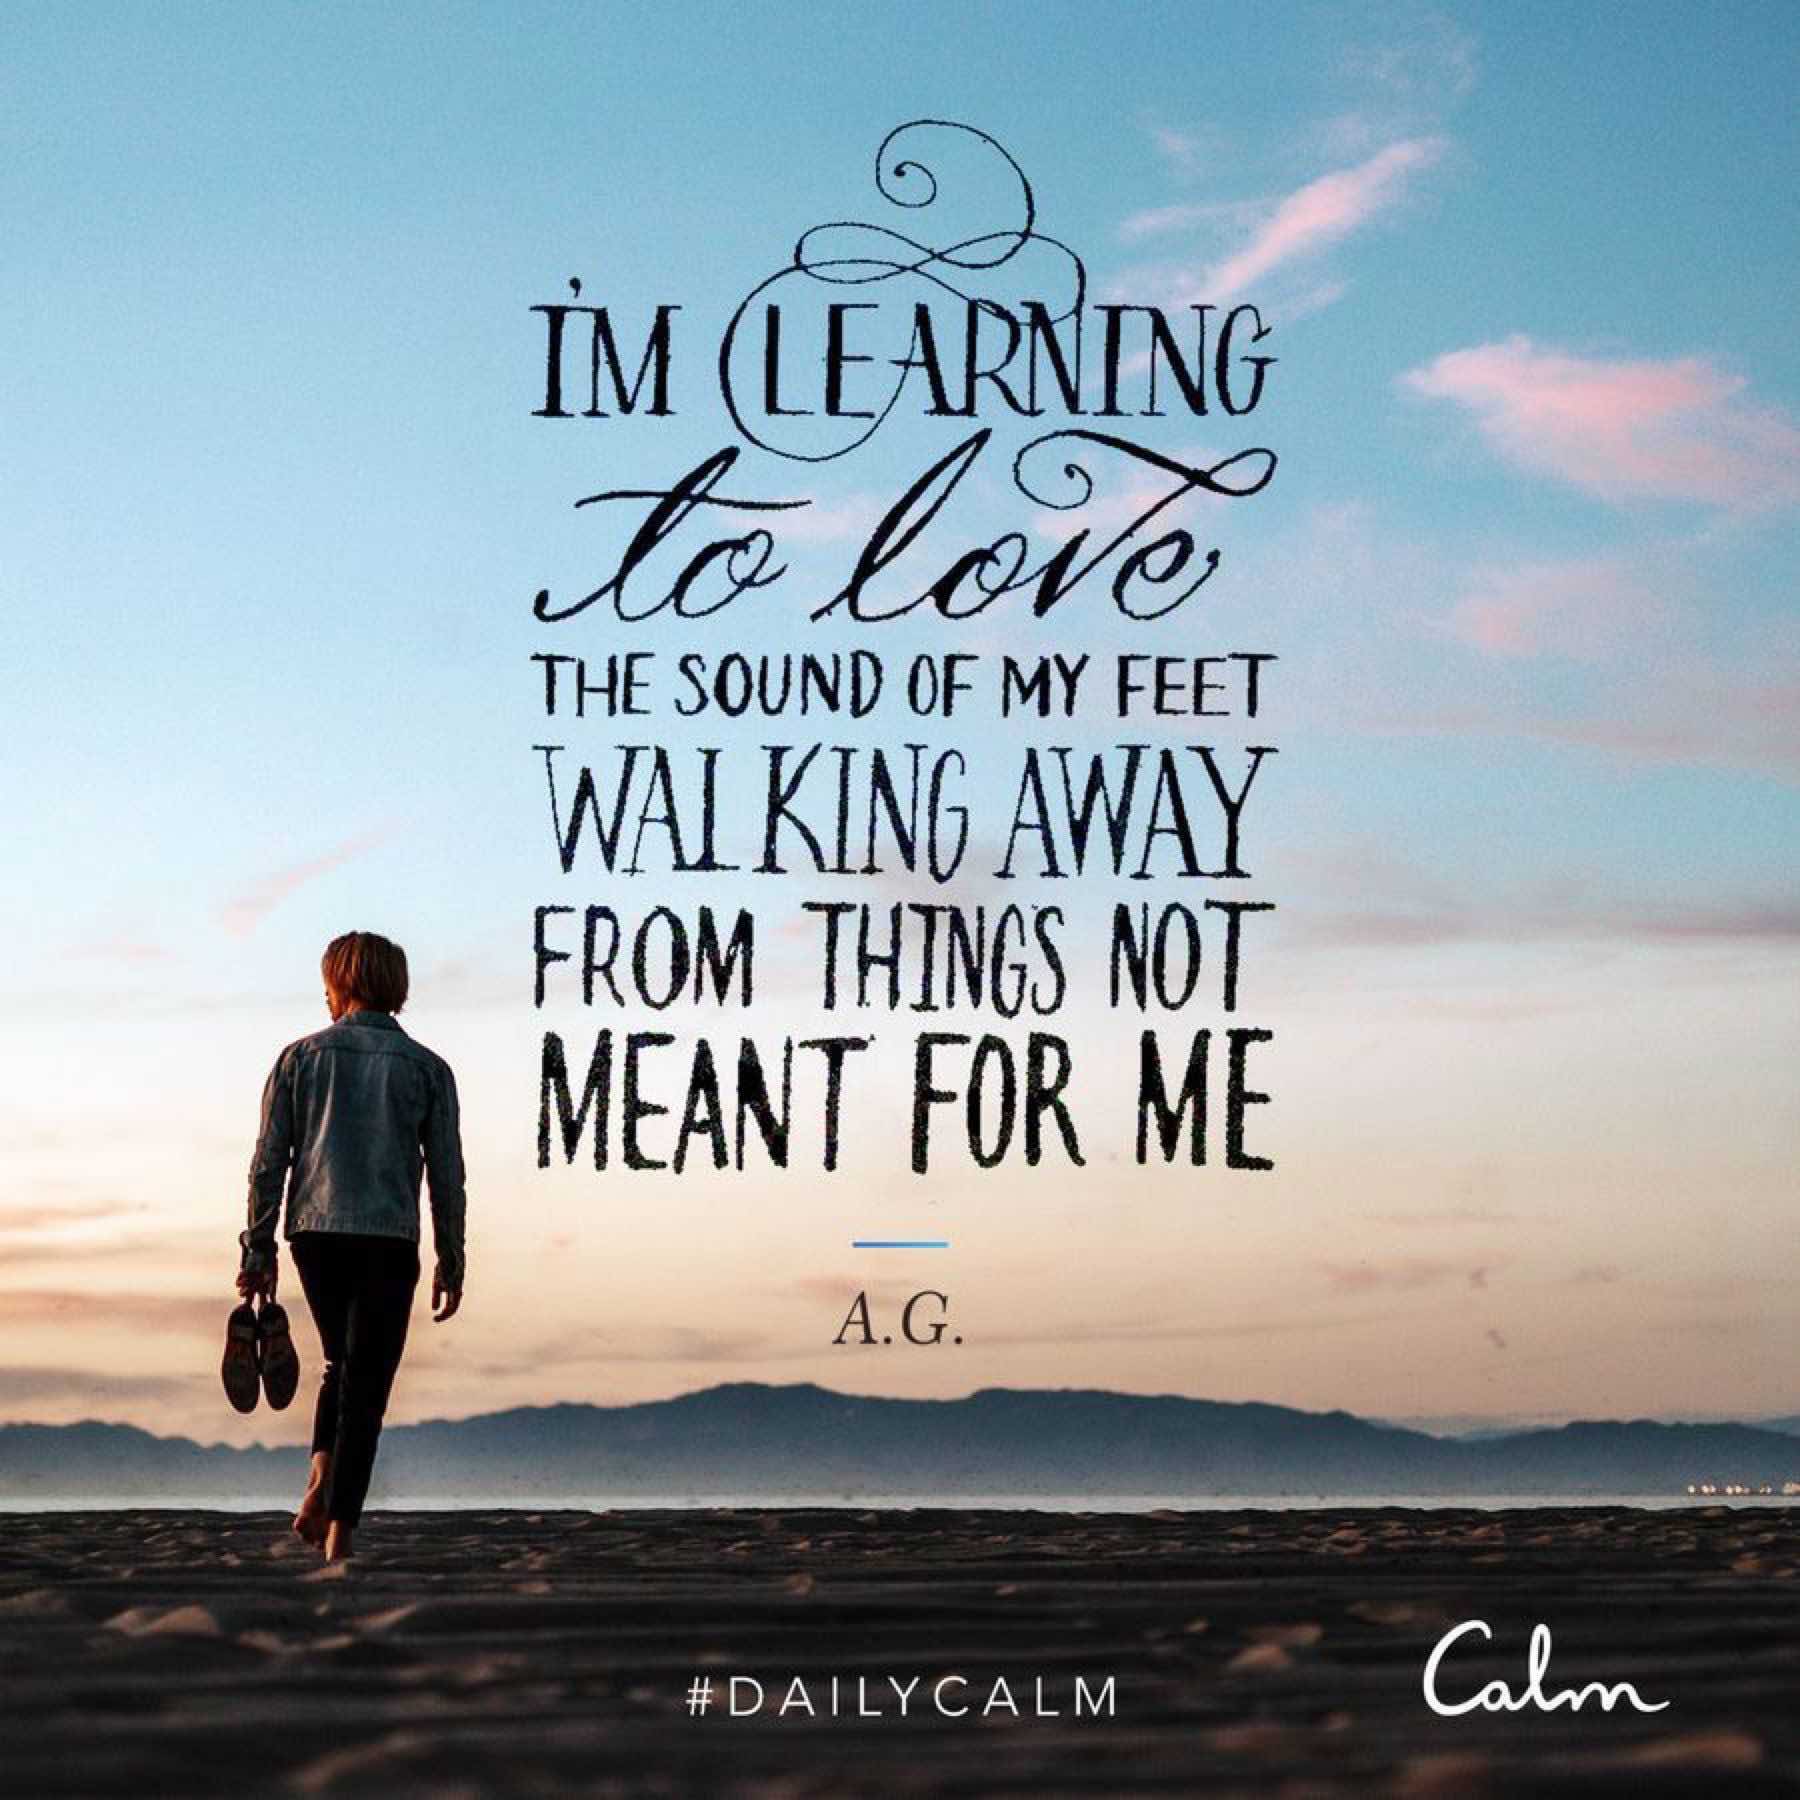 I'M LEARNING
to love
THE SOUND OF MY FEET
WALKING AWAY
FROM THINGS NOT
MEANT FOR ME
A.G.
#DAILYCALM
Calm